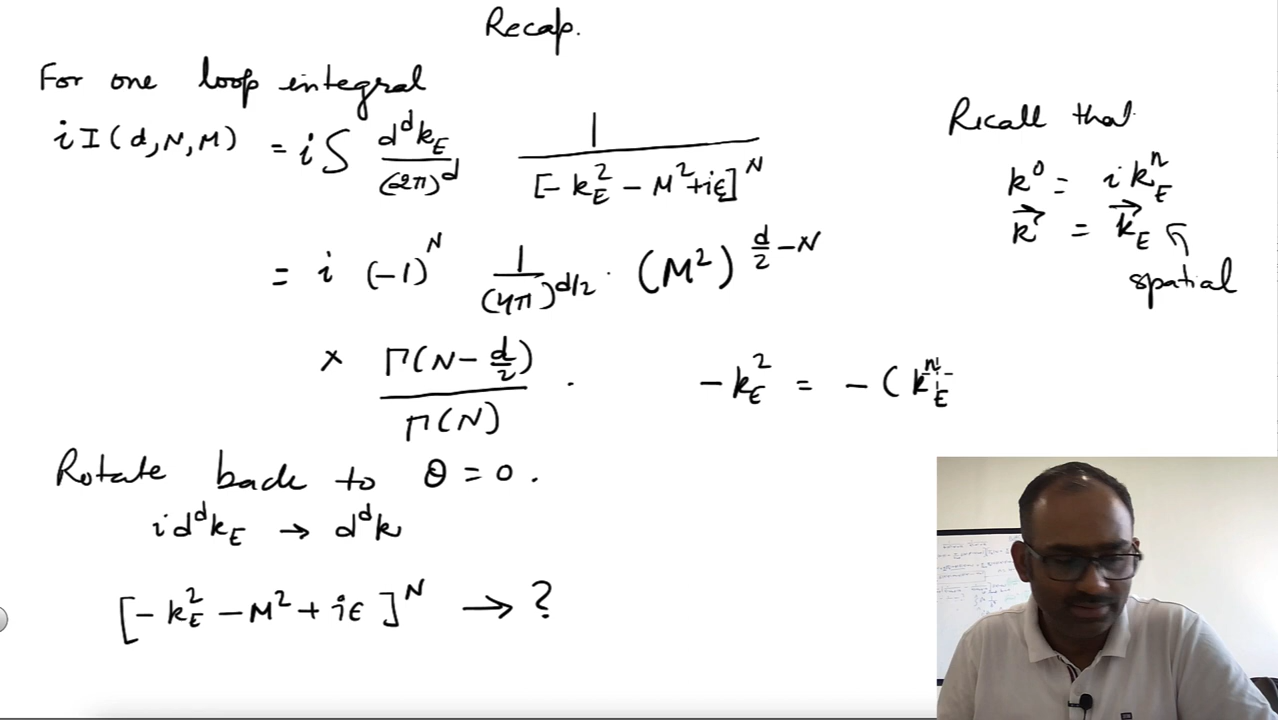 Recap.
For one loop integral
i I(d,N,M) = i∫ d^d k_E / (2π)^d 1 / [-k_E^2 - M^2 + iϵ]^N
= i (-1)^N 1 / (4π)^{d/2} · (M^2)^{d/2 - N}
× Γ(N - d/2) / Γ(N) .
Rotate back to θ = 0 .
i d^d k_E → d^d k
[-k_E^2 - M^2 + iϵ]^N → ?
Recall that
k^0 = i k_E^n
k⃗ = k⃗_E
spatial
-k_E^2 = - (k_E^n